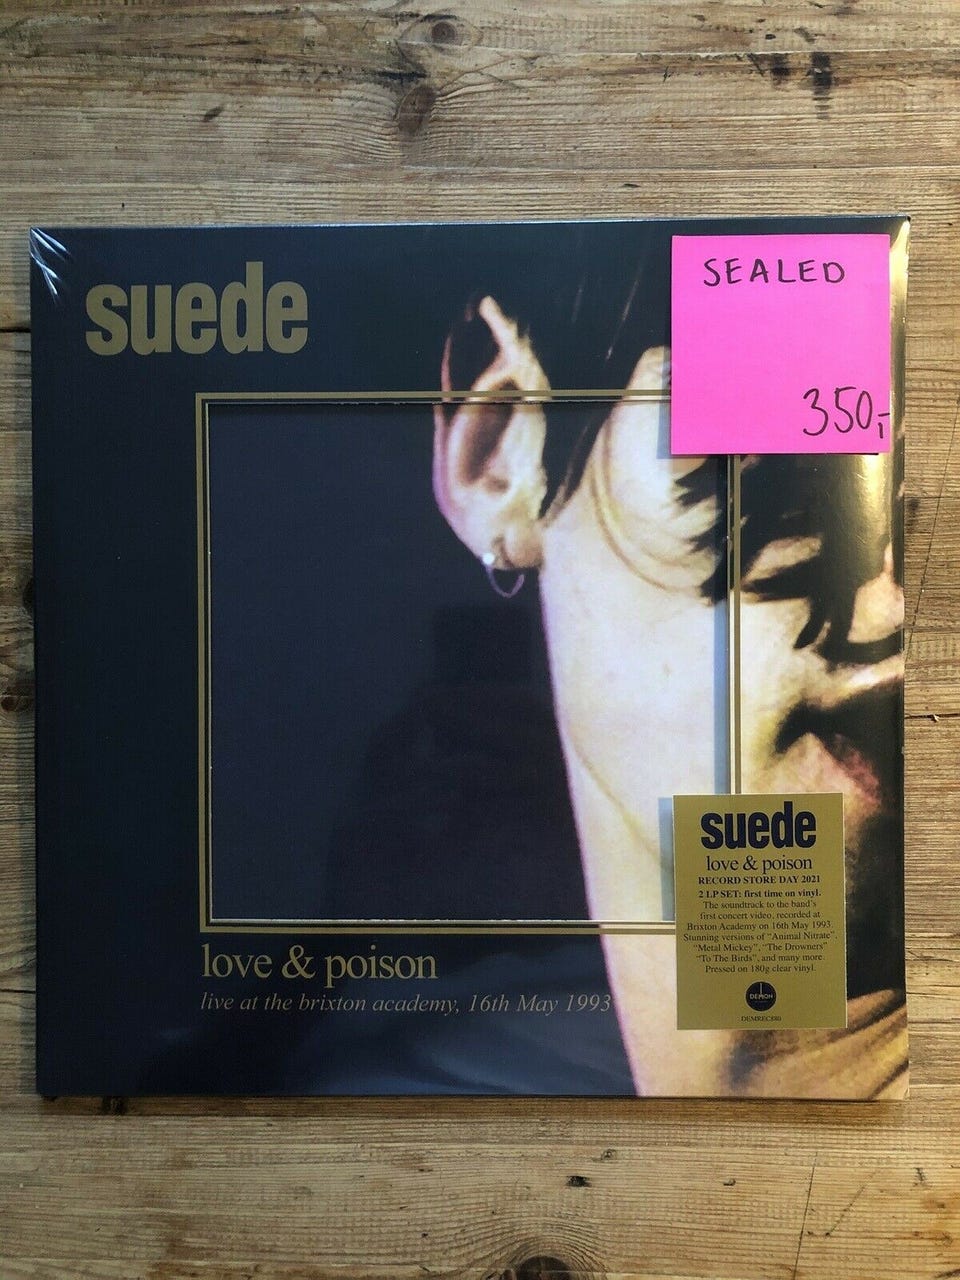 suede
SEALED
350,-
love & poison
live at the brixton academy, 16th May 1993
suede
love & poison
RECORD STORE DAY 2021
2 LP SET: first time on vinyl.
The soundtrack to the band's
first concert video, recorded at
Brixton Academy on 16th May 1993.
Stunning versions of "Animal Nitrate",
"Metal Mickey", "The Drowners"
"To The Birds", and many more.
Pressed on 180g clear vinyl.
DEMON